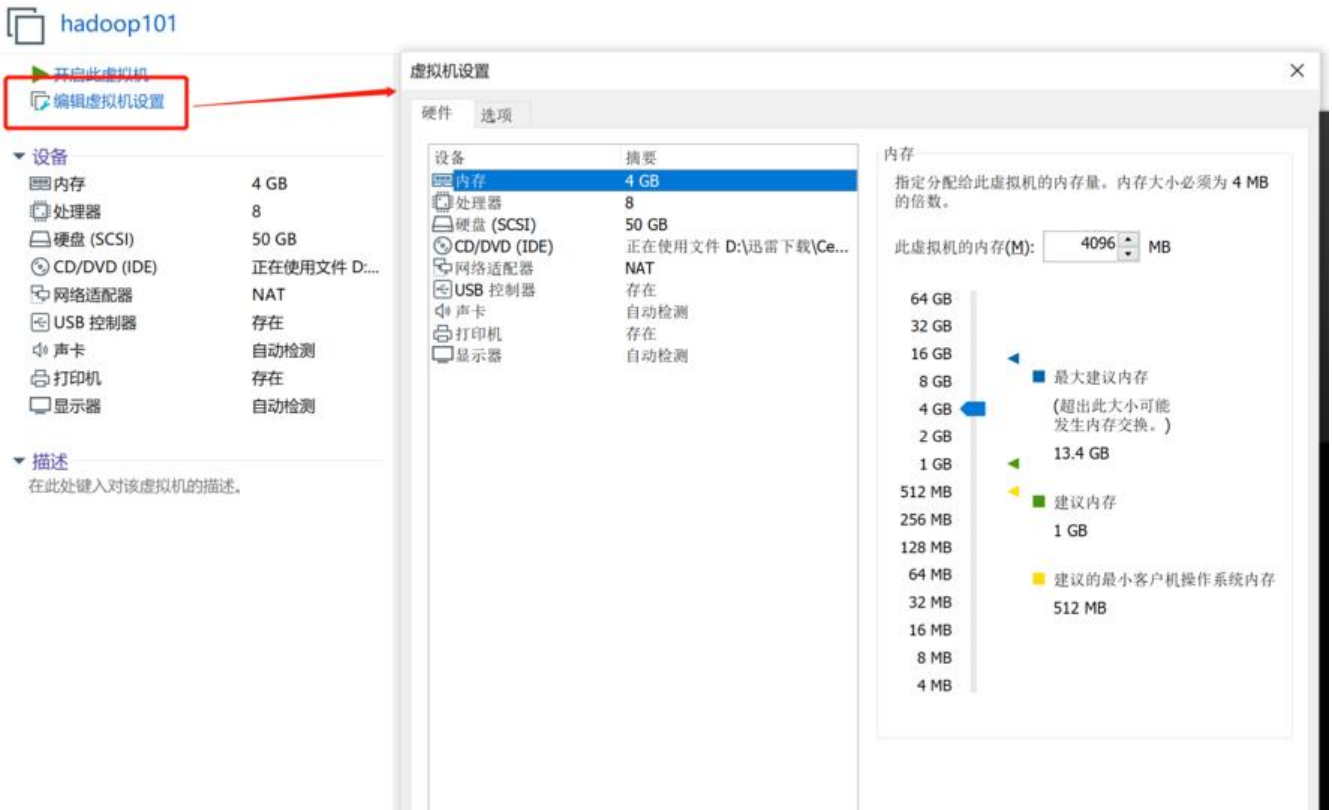 hadoop101
开启此虚拟机
编辑虚拟机设置
设备
内存 4 GB
处理器 8
硬盘 (SCSI) 50 GB
CD/DVD (IDE) 正在使用文件 D:...
网络适配器 NAT
USB 控制器 存在
声卡 自动检测
打印机 存在
显示器 自动检测
描述
在此处键入对该虚拟机的描述。
虚拟机设置
硬件 选项
设备 摘要
内存 4 GB
处理器 8
硬盘 (SCSI) 50 GB
CD/DVD (IDE) 正在使用文件 D:\迅雷下载\Ce...
网络适配器 NAT
USB 控制器 存在
声卡 自动检测
打印机 存在
显示器 自动检测
内存
指定分配给此虚拟机的内存量。内存大小必须为 4 MB
的倍数。
此虚拟机的内存(M): 4096 MB
64 GB
32 GB
16 GB
8 GB
4 GB
2 GB
1 GB
512 MB
256 MB
128 MB
64 MB
32 MB
16 MB
8 MB
4 MB
最大建议内存
(超出此大小可能
发生内存交换。)
13.4 GB
建议内存
1 GB
建议的最小客户机操作系统内存
512 MB